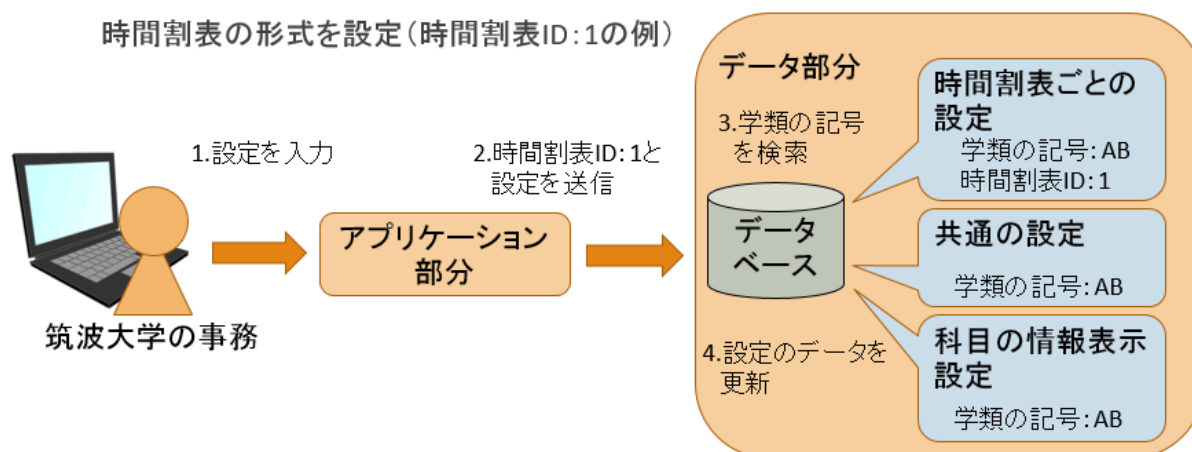 時間割表の形式を設定(時間割表ID:1の例)
1.設定を入力
2.時間割表ID:1と
設定を送信
筑波大学の事務
アプリケーション
部分
データ部分
3.学類の記号
を検索
データ
ベース
4.設定のデータを
更新
時間割表ごとの
設定
学類の記号:AB
時間割表ID:1
共通の設定
学類の記号:AB
科目の情報表示
設定
学類の記号:AB